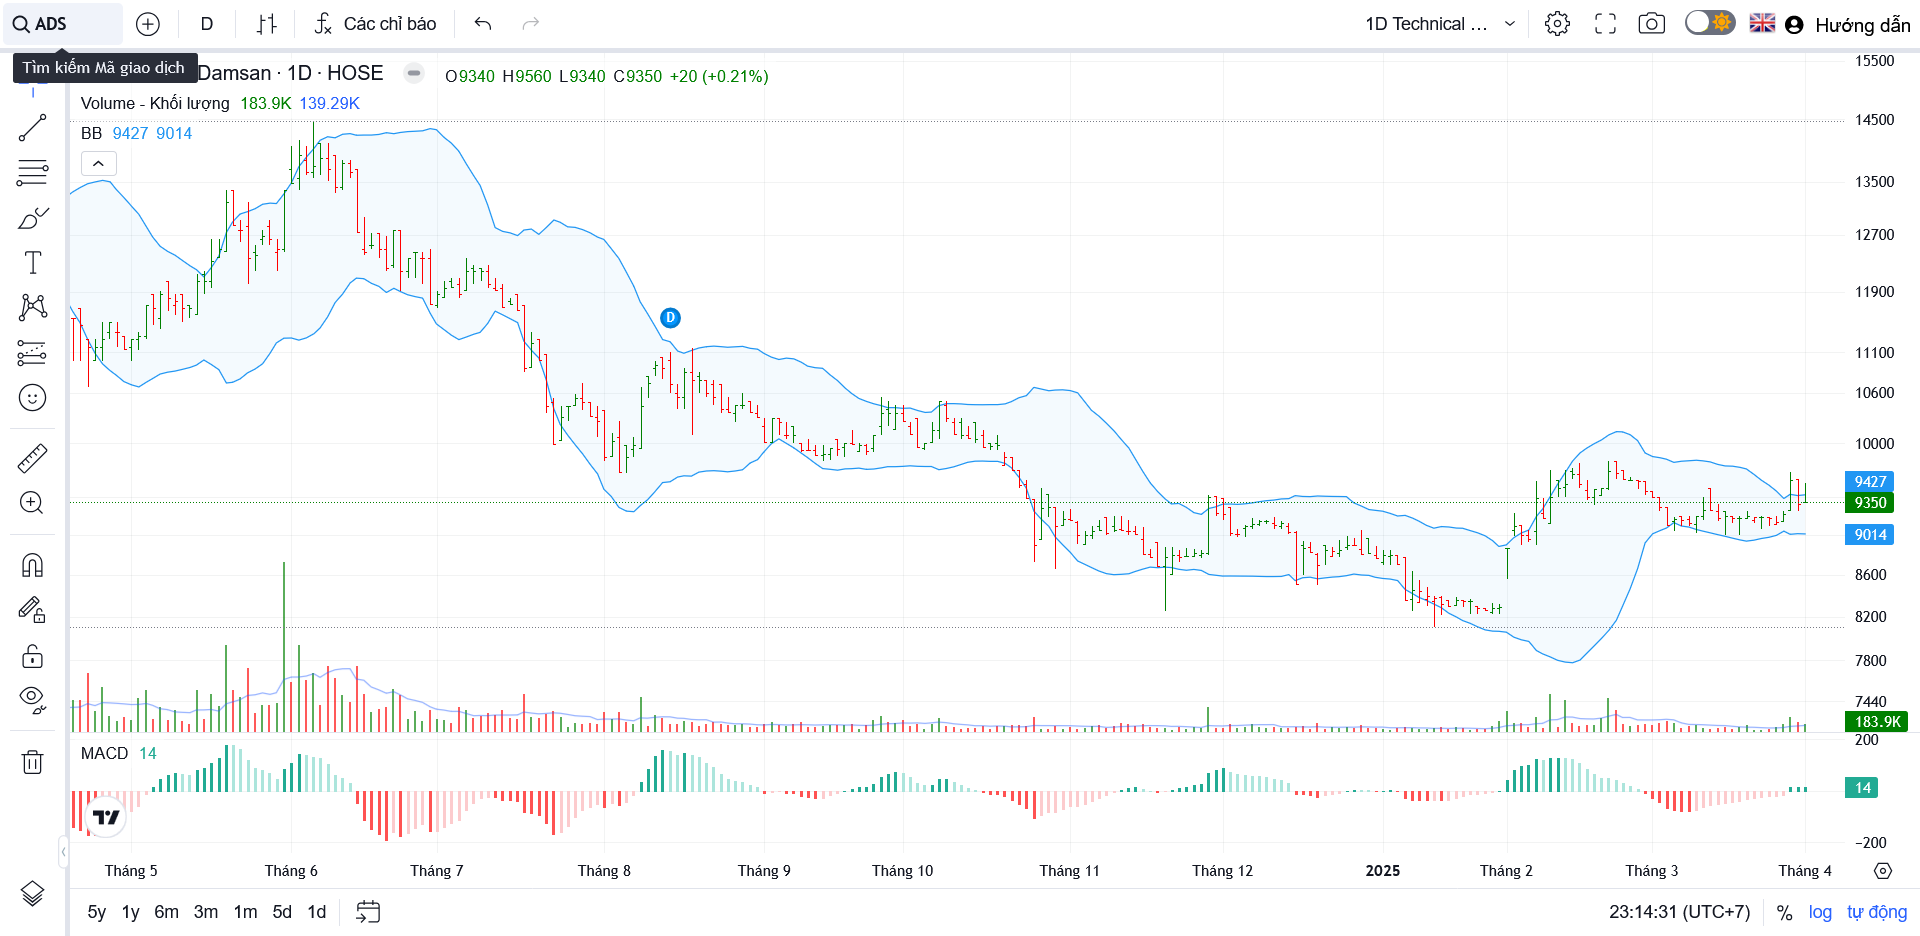 ADS
D
Các chỉ báo
1D Technical ...
Hướng dẫn
Tìm kiếm Mã giao dịch
Damsan · 1D · HOSE
O9340 H9560 L9340 C9350 +20 (+0.21%)
Volume - Khối lượng 183.9K 139.29K
BB 9427 9014
D
15500
14500
13500
12700
11900
11100
10600
10000
9427
9350
9014
8600
8200
7800
7440
183.9K
200
MACD 14
14
−200
Tháng 5 Tháng 6 Tháng 7 Tháng 8 Tháng 9 Tháng 10 Tháng 11 Tháng 12 2025 Tháng 2 Tháng 3 Tháng 4
5y 1y 6m 3m 1m 5d 1d
23:14:31 (UTC+7) % log tự động